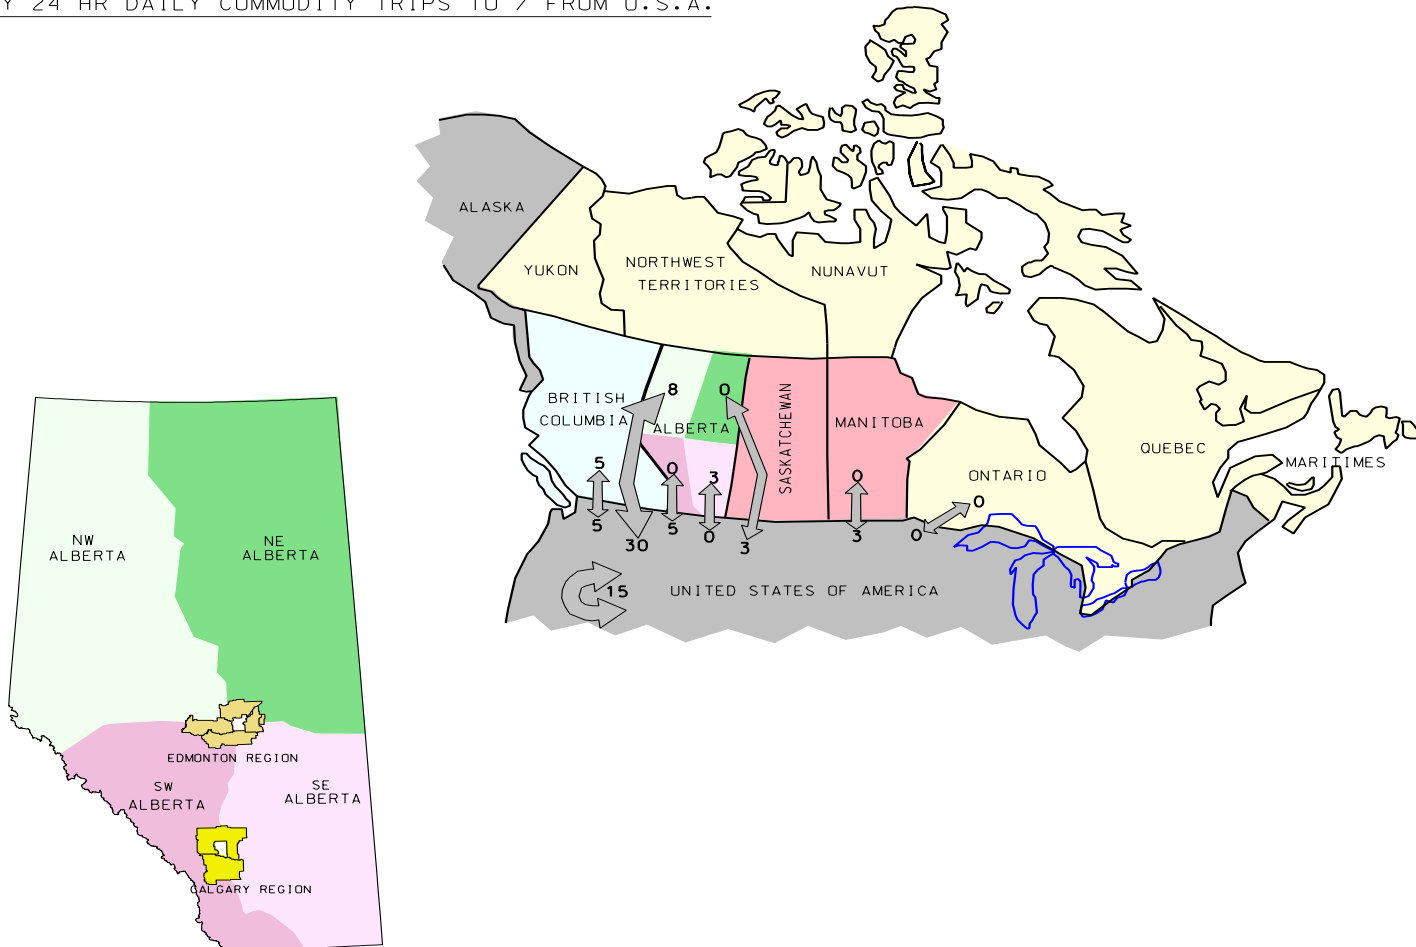 Y 24 HR DAILY COMMODITY TRIPS TO / FROM U.S.A.
ALASKA
YUKON
NORTHWEST
TERRITORIES
NUNAVUT
BRITISH
COLUMBIA
8
0
ALBERTA
SASKATCHEWAN
MANITOBA
ONTARIO
QUEBEC
MARITIMES
5
0
3
0
0
5
30
5
0
3
3
0
15
UNITED STATES OF AMERICA
NW
ALBERTA
NE
ALBERTA
EDMONTON REGION
SW
ALBERTA
SE
ALBERTA
CALGARY REGION